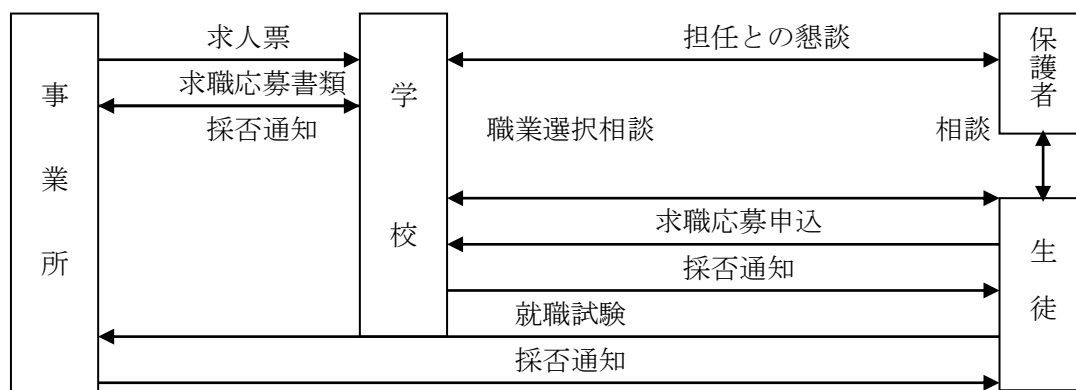 求人票
担任との懇談
保護者
求職応募書類
事業所
学校
採否通知
職業選択相談
相談
求職応募申込
生徒
採否通知
就職試験
採否通知